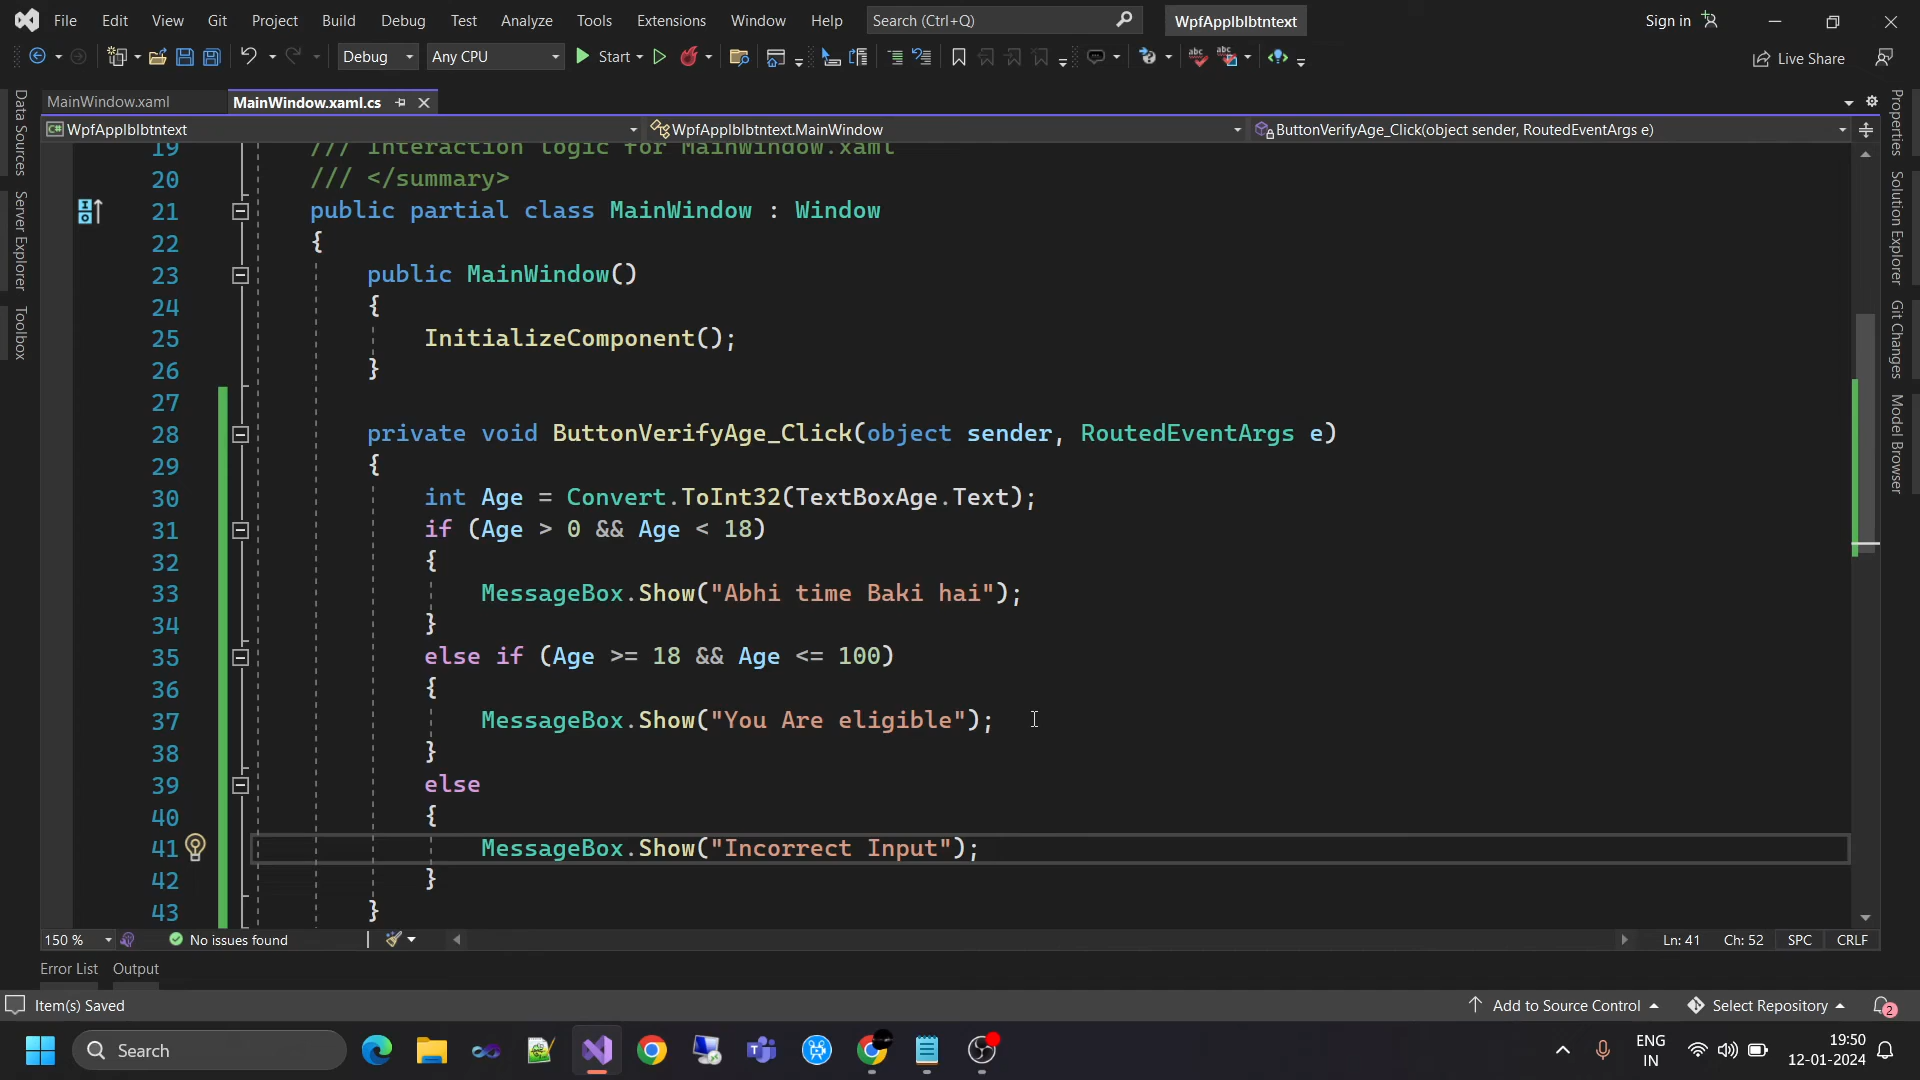 File Edit View Git Project Build Debug Test Analyze Tools Extensions Window Help Search (Ctrl+Q) WpfApplblbtntext Sign in
Debug Any CPU Start Live Share
MainWindow.xaml MainWindow.xaml.cs
WpfApplblbtntext WpfApplblbtntext.MainWindow ButtonVerifyAge_Click(object sender, RoutedEventArgs e)
Data Sources
Server Explorer
Toolbox
Properties
Solution Explorer
Git Changes
Model Browser
19 /// Interaction logic for MainWindow.xaml
20 /// </summary>
21 public partial class MainWindow : Window
22 {
23 public MainWindow()
24 {
25 InitializeComponent();
26 }
27
28 private void ButtonVerifyAge_Click(object sender, RoutedEventArgs e)
29 {
30 int Age = Convert.ToInt32(TextBoxAge.Text);
31 if (Age > 0 && Age < 18)
32 {
33 MessageBox.Show("Abhi time Baki hai");
34 }
35 else if (Age >= 18 && Age <= 100)
36 {
37 MessageBox.Show("You Are eligible");
38 }
39 else
40 {
41 MessageBox.Show("Incorrect Input");
42 }
43 }
150 % No issues found Ln: 41 Ch: 52 SPC CRLF
Error List Output
Item(s) Saved Add to Source Control Select Repository 2
Search ENG IN 19:50 12-01-2024